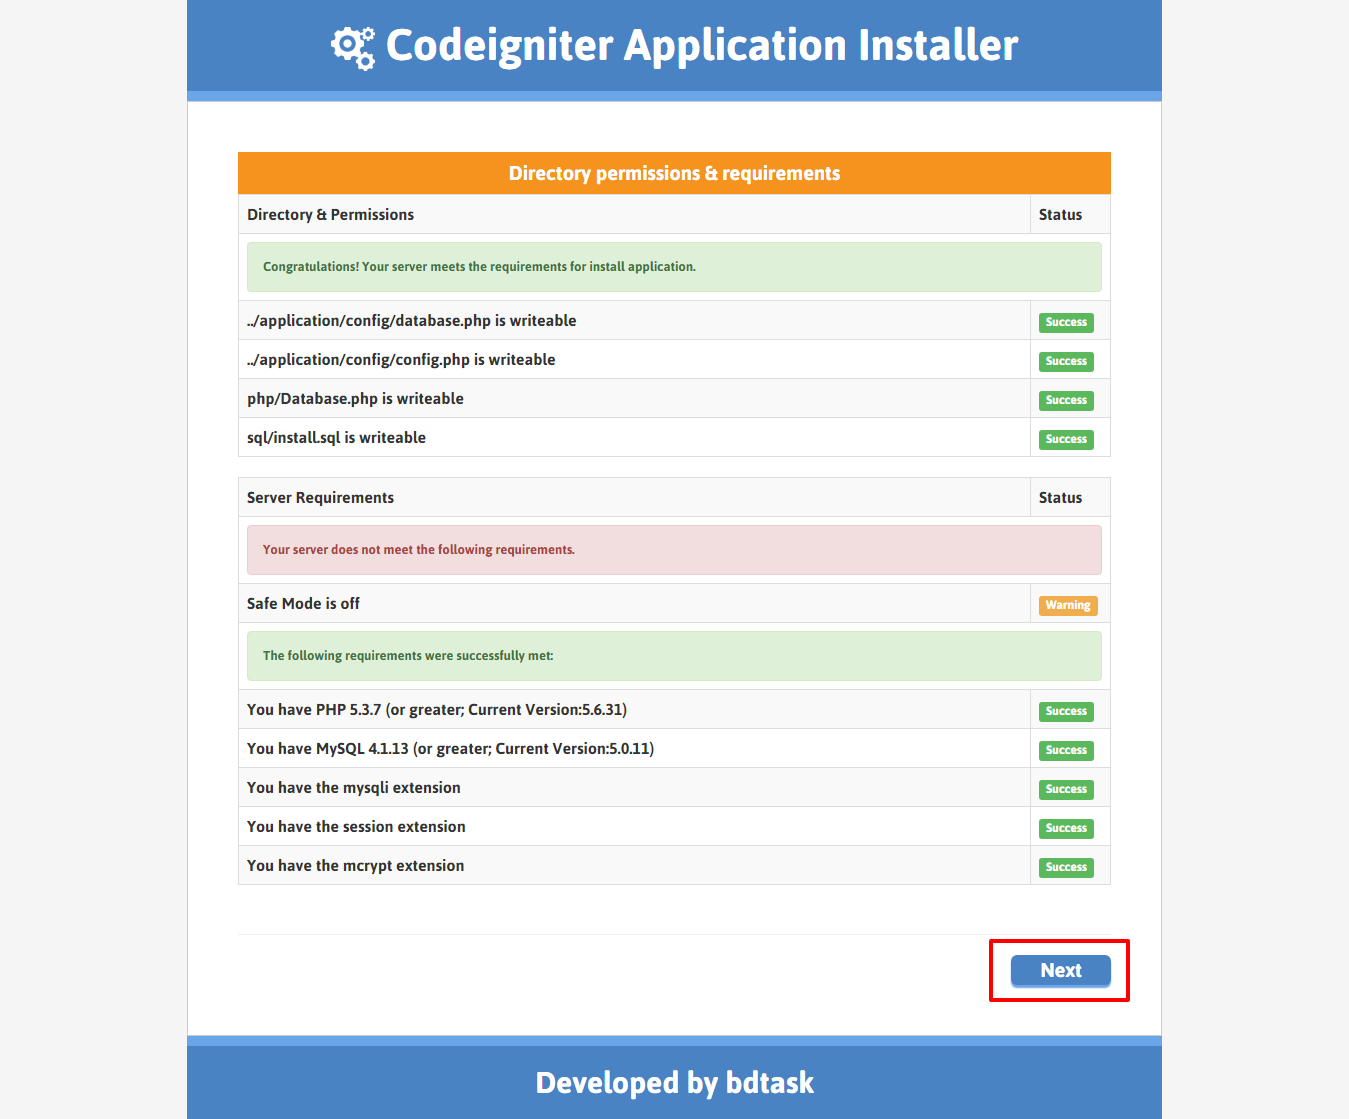 Codeigniter Application Installer
Directory permissions & requirements
Directory & Permissions Status
Congratulations! Your server meets the requirements for install application.
../application/config/database.php is writeable Success
../application/config/config.php is writeable Success
php/Database.php is writeable Success
sql/install.sql is writeable Success
Server Requirements Status
Your server does not meet the following requirements.
Safe Mode is off Warning
The following requirements were successfully met:
You have PHP 5.3.7 (or greater; Current Version:5.6.31) Success
You have MySQL 4.1.13 (or greater; Current Version:5.0.11) Success
You have the mysqli extension Success
You have the session extension Success
You have the mcrypt extension Success
Next
Developed by bdtask